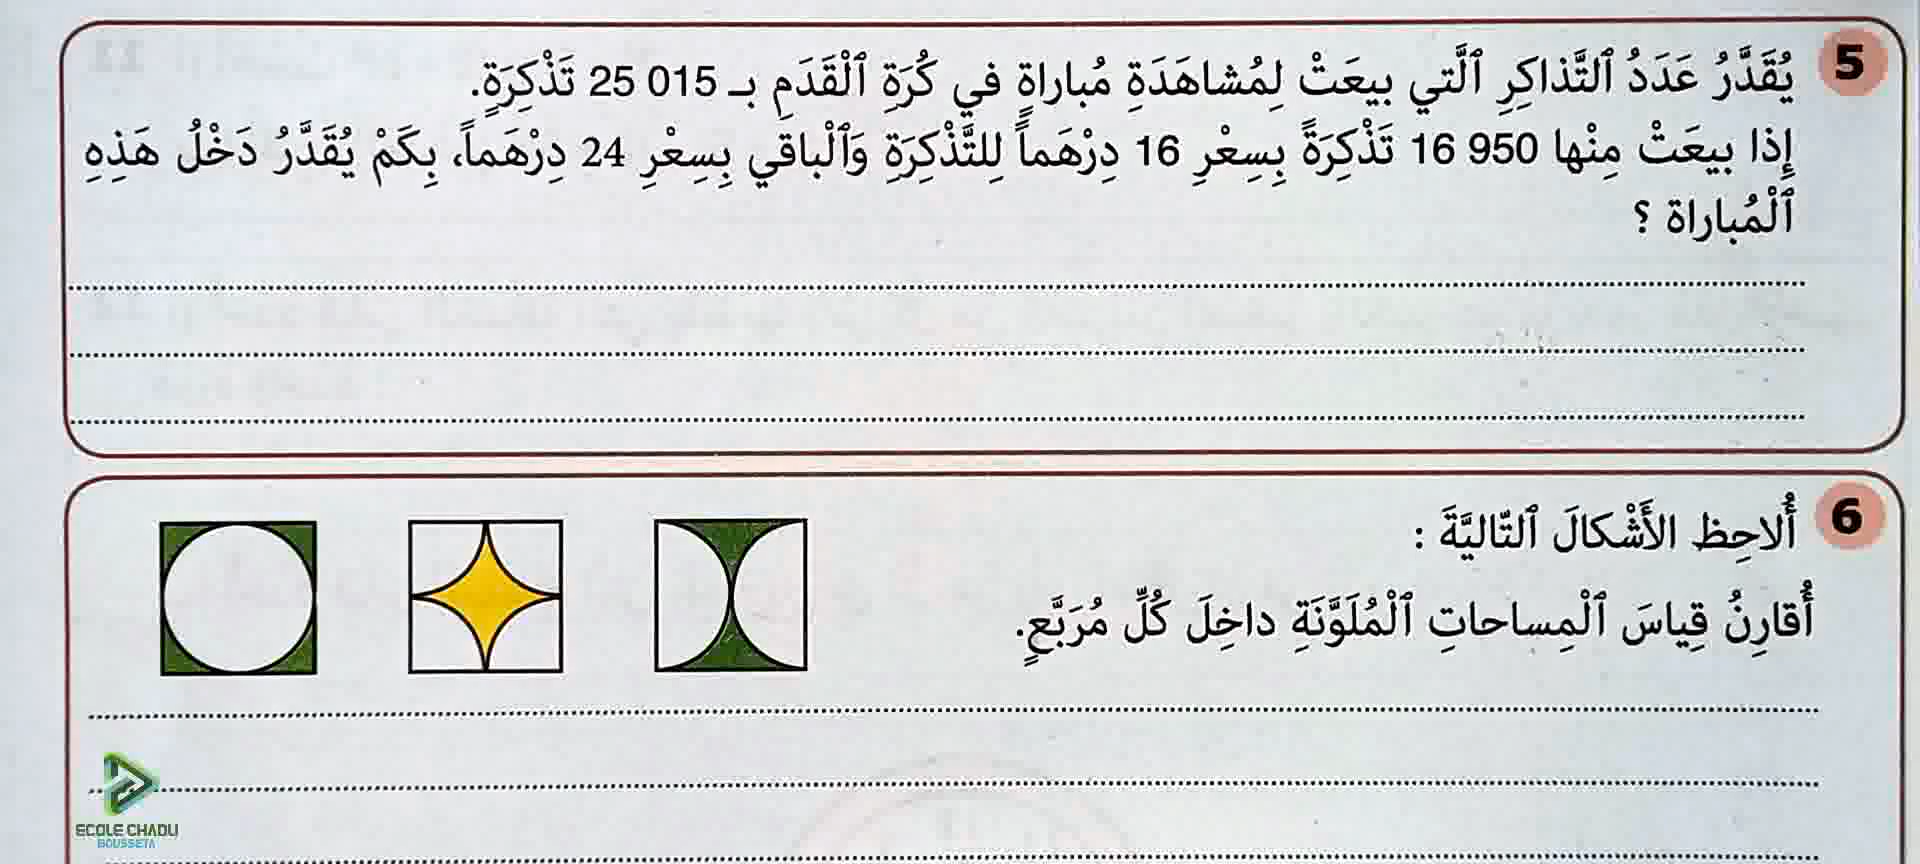 5
يُقَدَّرُ عَدَدُ ٱلتَّذاكِرِ ٱلَّتي بيعَتْ لِمُشاهَدَةِ مُباراةٍ في كُرَةِ ٱلْقَدَمِ بـ 015 25 تَذْكِرَةٍ.
إِذا بيعَتْ مِنْها 950 16 تَذْكِرَةً بِسِعْرِ 16 دِرْهَماً لِلتَّذْكِرَةِ وَٱلْباقي بِسِعْرِ 24 دِرْهَماً، بِكَمْ يُقَدَّرُ دَخْلُ هَذِهِ
ٱلْمُباراة ؟
6
أُلاحِظ الأَشْكالَ ٱلتّاليَّةَ :
أُقارِنُ قِياسَ ٱلْمِساحاتِ ٱلْمُلَوَّنَةِ داخِلَ كُلِّ مُرَبَّعٍ.
ECOLE CHADLI
BOUSSETA